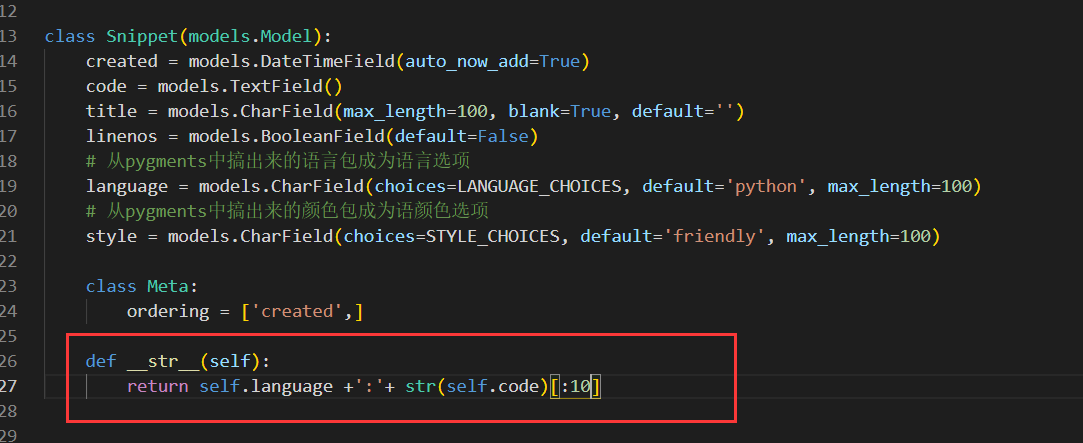 12
13 class Snippet(models.Model):
14     created = models.DateTimeField(auto_now_add=True)
15     code = models.TextField()
16     title = models.CharField(max_length=100, blank=True, default='')
17     linenos = models.BooleanField(default=False)
18     # 从pygments中搞出来的语言包成为语言选项
19     language = models.CharField(choices=LANGUAGE_CHOICES, default='python', max_length=100)
20     # 从pygments中搞出来的颜色包成为语颜色选项
21     style = models.CharField(choices=STYLE_CHOICES, default='friendly', max_length=100)
22
23     class Meta:
24         ordering = ['created',]
25
26     def __str__(self):
27         return self.language +':'+ str(self.code)[:10]
28
29